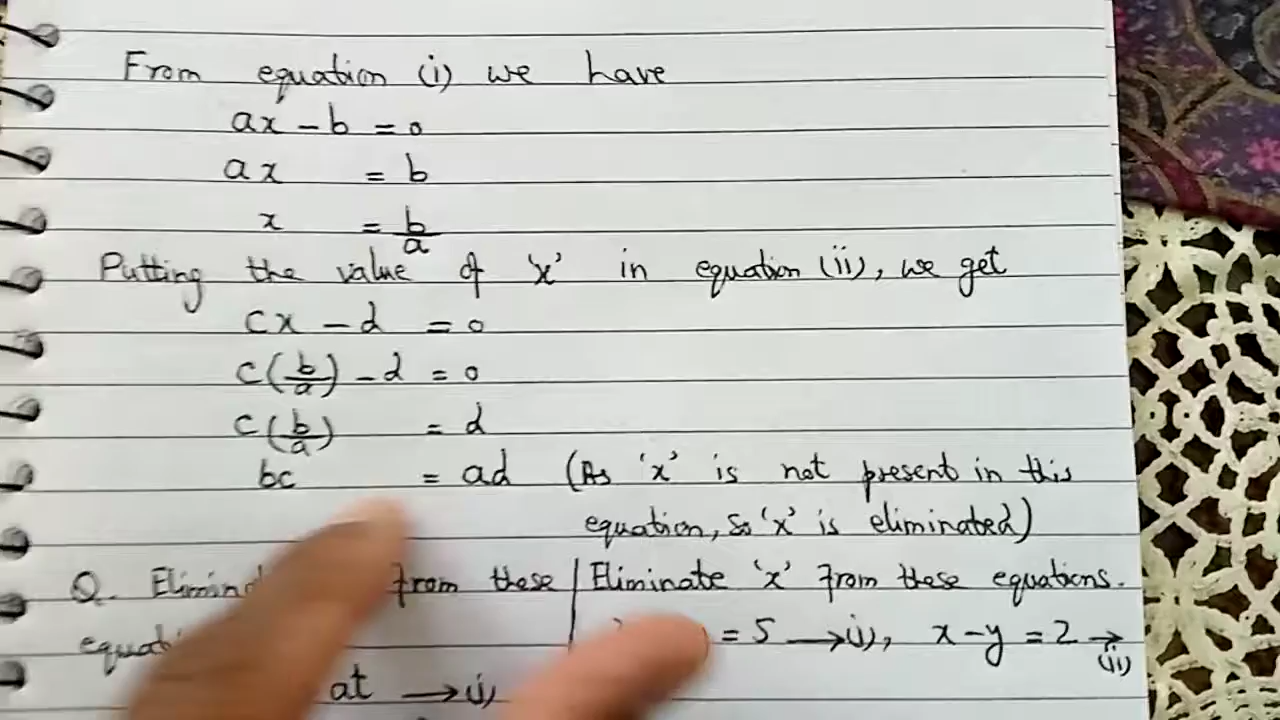 From equation (i) we have
ax - b = 0
ax = b
x = b/a
Putting the value of 'x' in equation (ii), we get
cx - d = 0
c(b/a) - d = 0
c(b/a) = d
bc = ad (As 'x' is not present in this
equation, so 'x' is eliminated)
Q. from these | Eliminate 'x' from these equations.
= 5 → (i), x - y = 2 →
(ii)
at → (i)